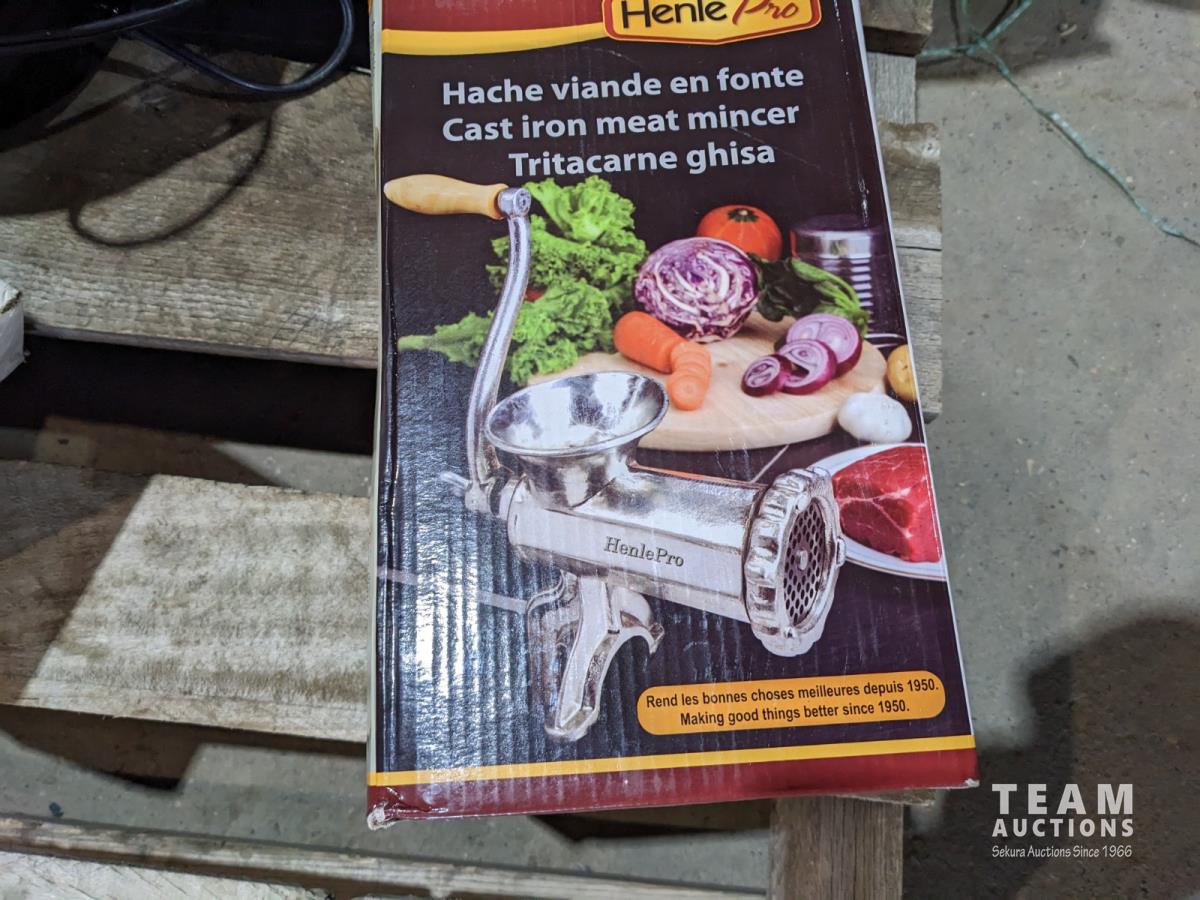 Henle Pro
Hache viande en fonte
Cast iron meat mincer
Tritacarne ghisa
HenlePro
Rend les bonnes choses meilleures depuis 1950.
Making good things better since 1950.
TEAM
AUCTIONS
Sekura Auctions Since 1966